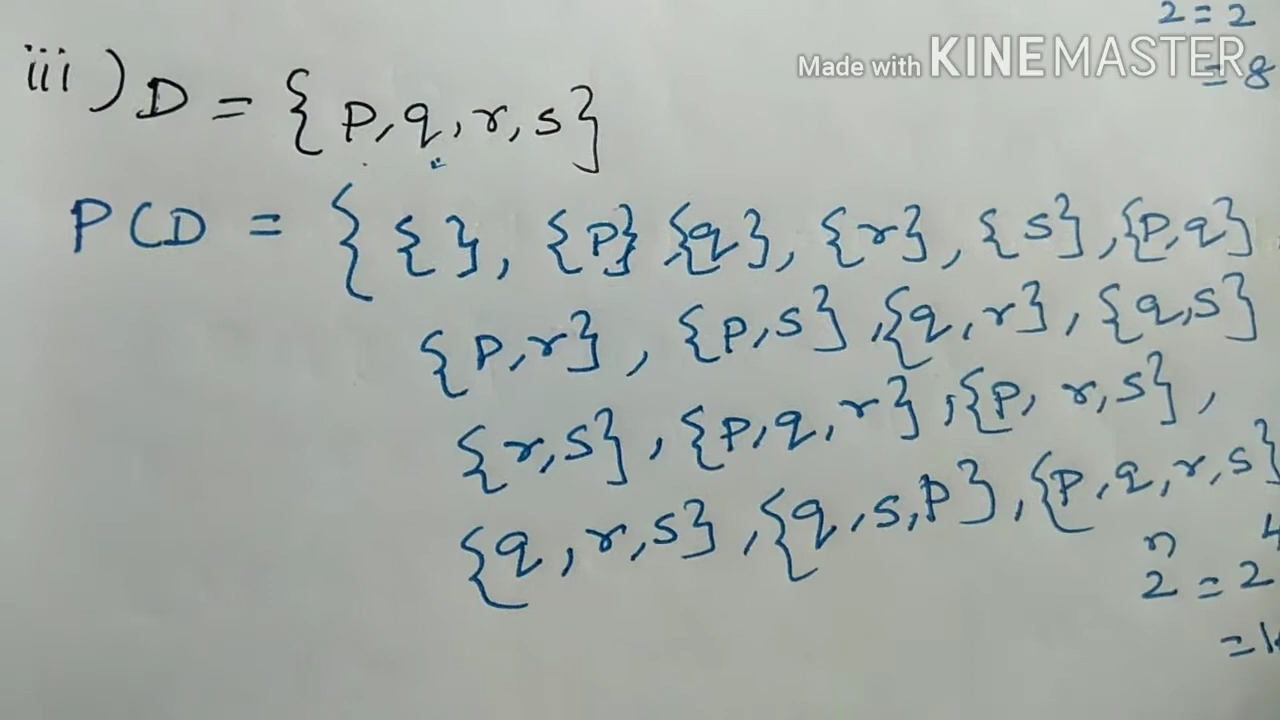 2 = 2
Made with KINEMASTER
= 8
iii) D = {p, q, r, s}
P(D = { { }, {p} {q}, {r}, {s}, {p,q}
{p,r}, {p,s}, {q,r}, {q,s}
{r,s}, {p,q,r}, {p, r,s},
{q,r,s}, {q,s,p}, {p,q,r,s}
n 4
2 = 2
=